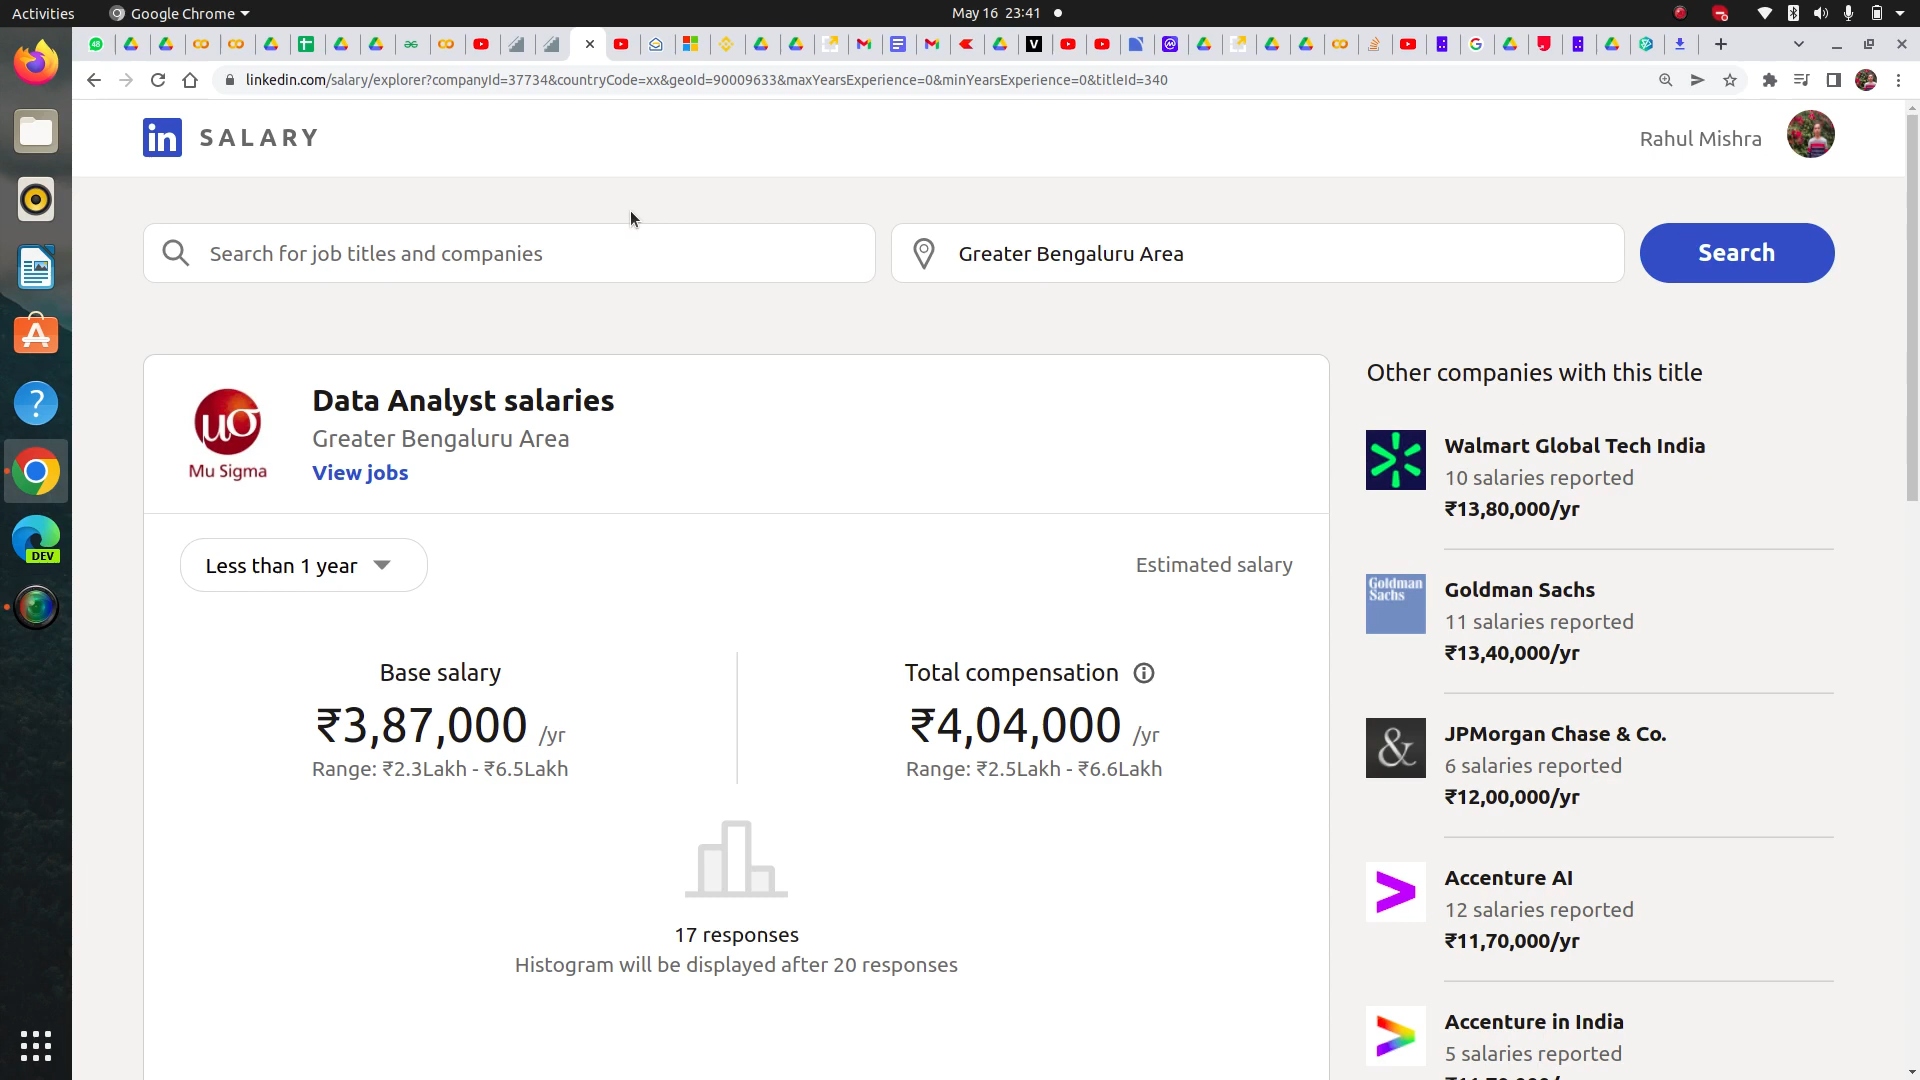 Activities
Google Chrome
May 16 23:41
48
V
G
linkedin.com/salary/explorer?companyId=37734&countryCode=xx&geoId=90009633&maxYearsExperience=0&minYearsExperience=0&titleId=340
in SALARY
Rahul Mishra
Search for job titles and companies
Greater Bengaluru Area
Search
μσ
Mu Sigma
Data Analyst salaries
Greater Bengaluru Area
View jobs
Less than 1 year
Estimated salary
Base salary
₹3,87,000 /yr
Range: ₹2.3Lakh - ₹6.5Lakh
Total compensation
₹4,04,000 /yr
Range: ₹2.5Lakh - ₹6.6Lakh
17 responses
Histogram will be displayed after 20 responses
Other companies with this title
Walmart Global Tech India
10 salaries reported
₹13,80,000/yr
Goldman
Sachs
Goldman Sachs
11 salaries reported
₹13,40,000/yr
&
JPMorgan Chase & Co.
6 salaries reported
₹12,00,000/yr
Accenture AI
12 salaries reported
₹11,70,000/yr
Accenture in India
5 salaries reported
DEV